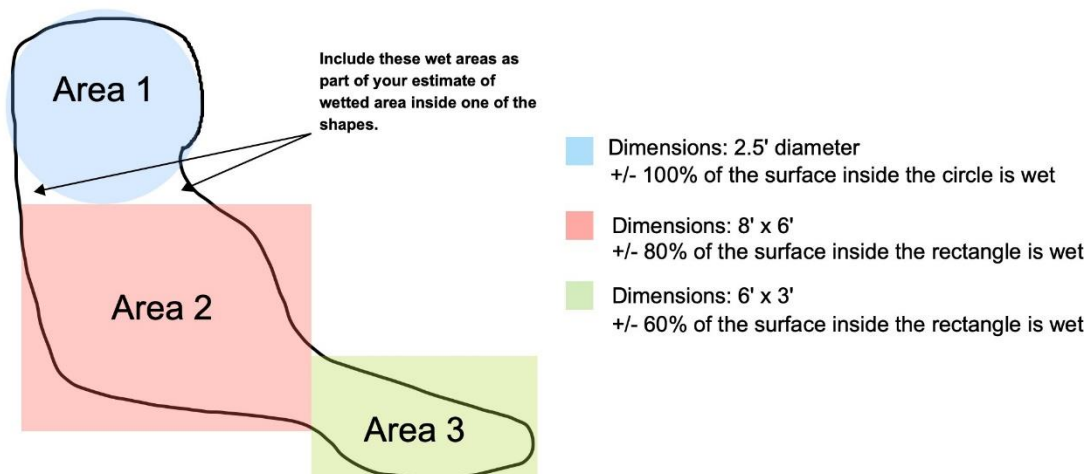 Area 1
Include these wet areas as
part of your estimate of
wetted area inside one of the
shapes.
Area 2
Area 3
Dimensions: 2.5' diameter
+/- 100% of the surface inside the circle is wet
Dimensions: 8' x 6'
+/- 80% of the surface inside the rectangle is wet
Dimensions: 6' x 3'
+/- 60% of the surface inside the rectangle is wet